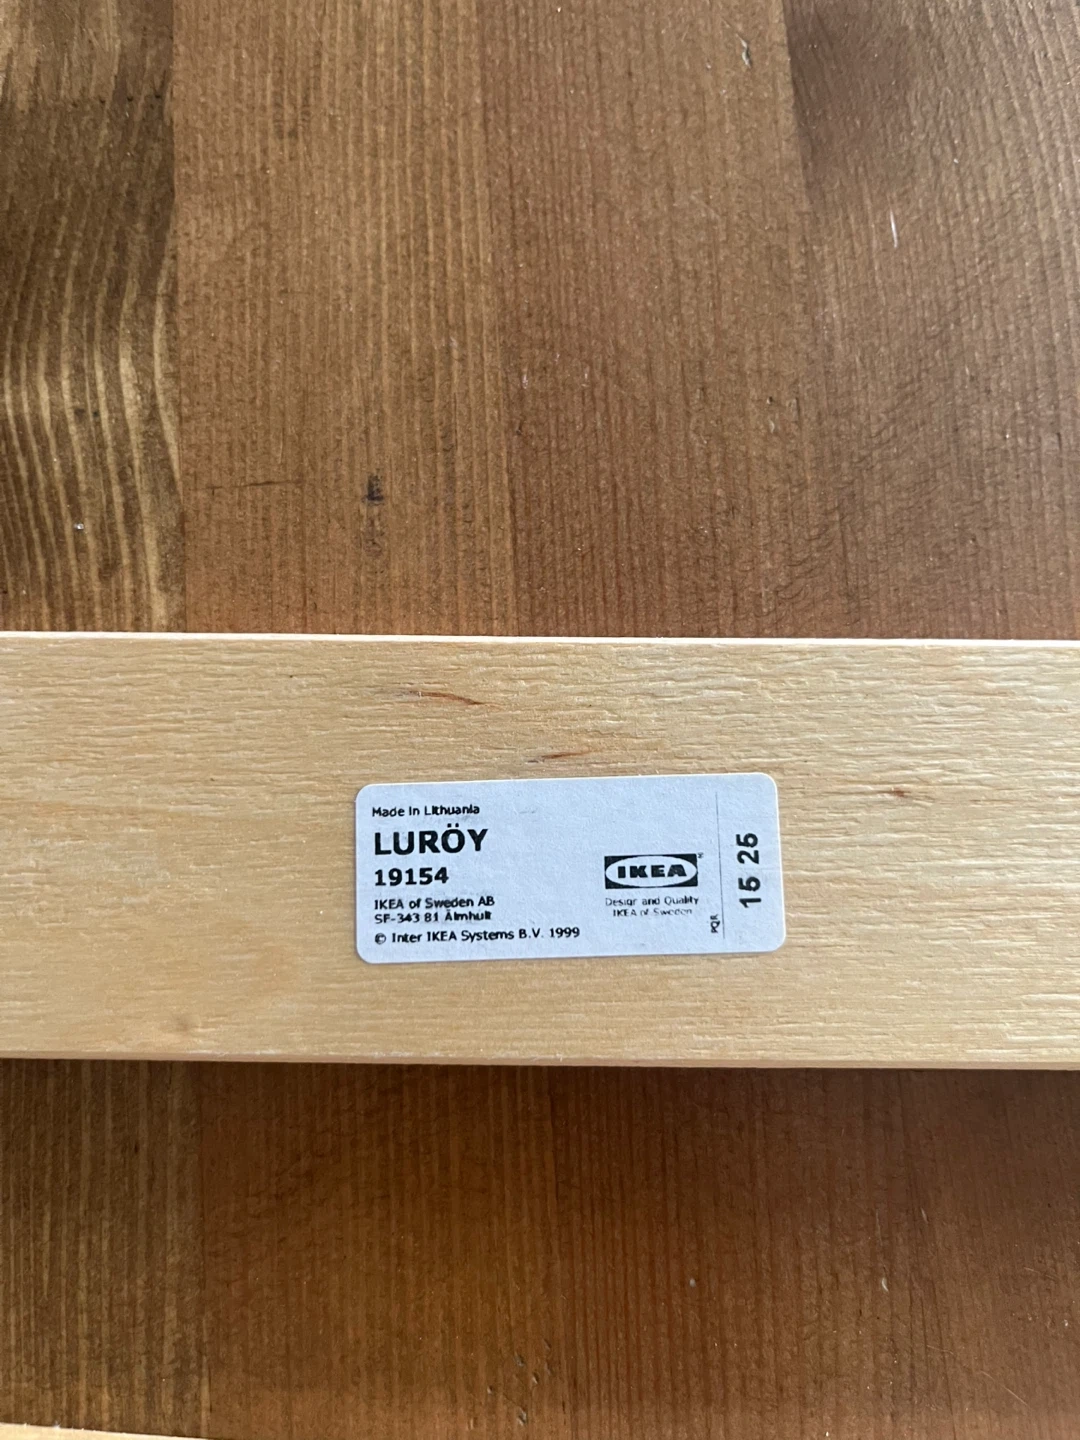 Made in Lithuania
LURÖY
19154
IKEA of Sweden AB
SE-343 81 Älmhult
© Inter IKEA Systems B.V. 1999
IKEA
Design and Quality
IKEA of Sweden
PQR
15 25